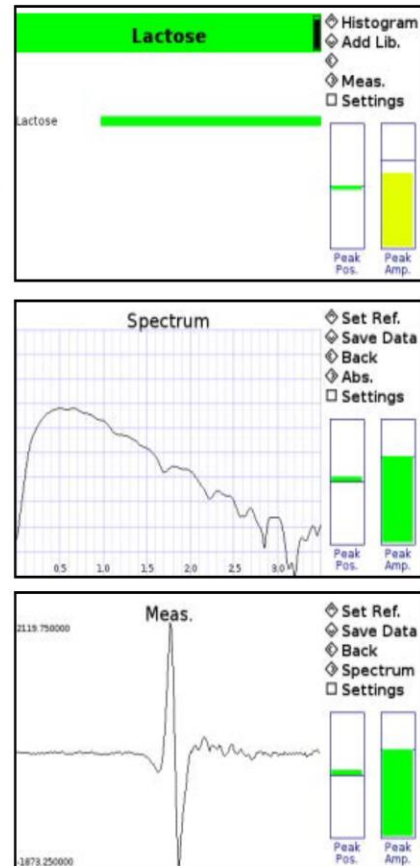 Lactose
Histogram
Add Lib.
Meas.
Settings
Lactose
Peak Pos.
Peak Amp.
Spectrum
Set Ref.
Save Data
Back
Abs.
Settings
0.5 1.0 1.5 2.0 2.5 3.0
Peak Pos.
Peak Amp.
Meas.
2119.750000
Set Ref.
Save Data
Back
Spectrum
Settings
-1873.250000
Peak Pos.
Peak Amp.